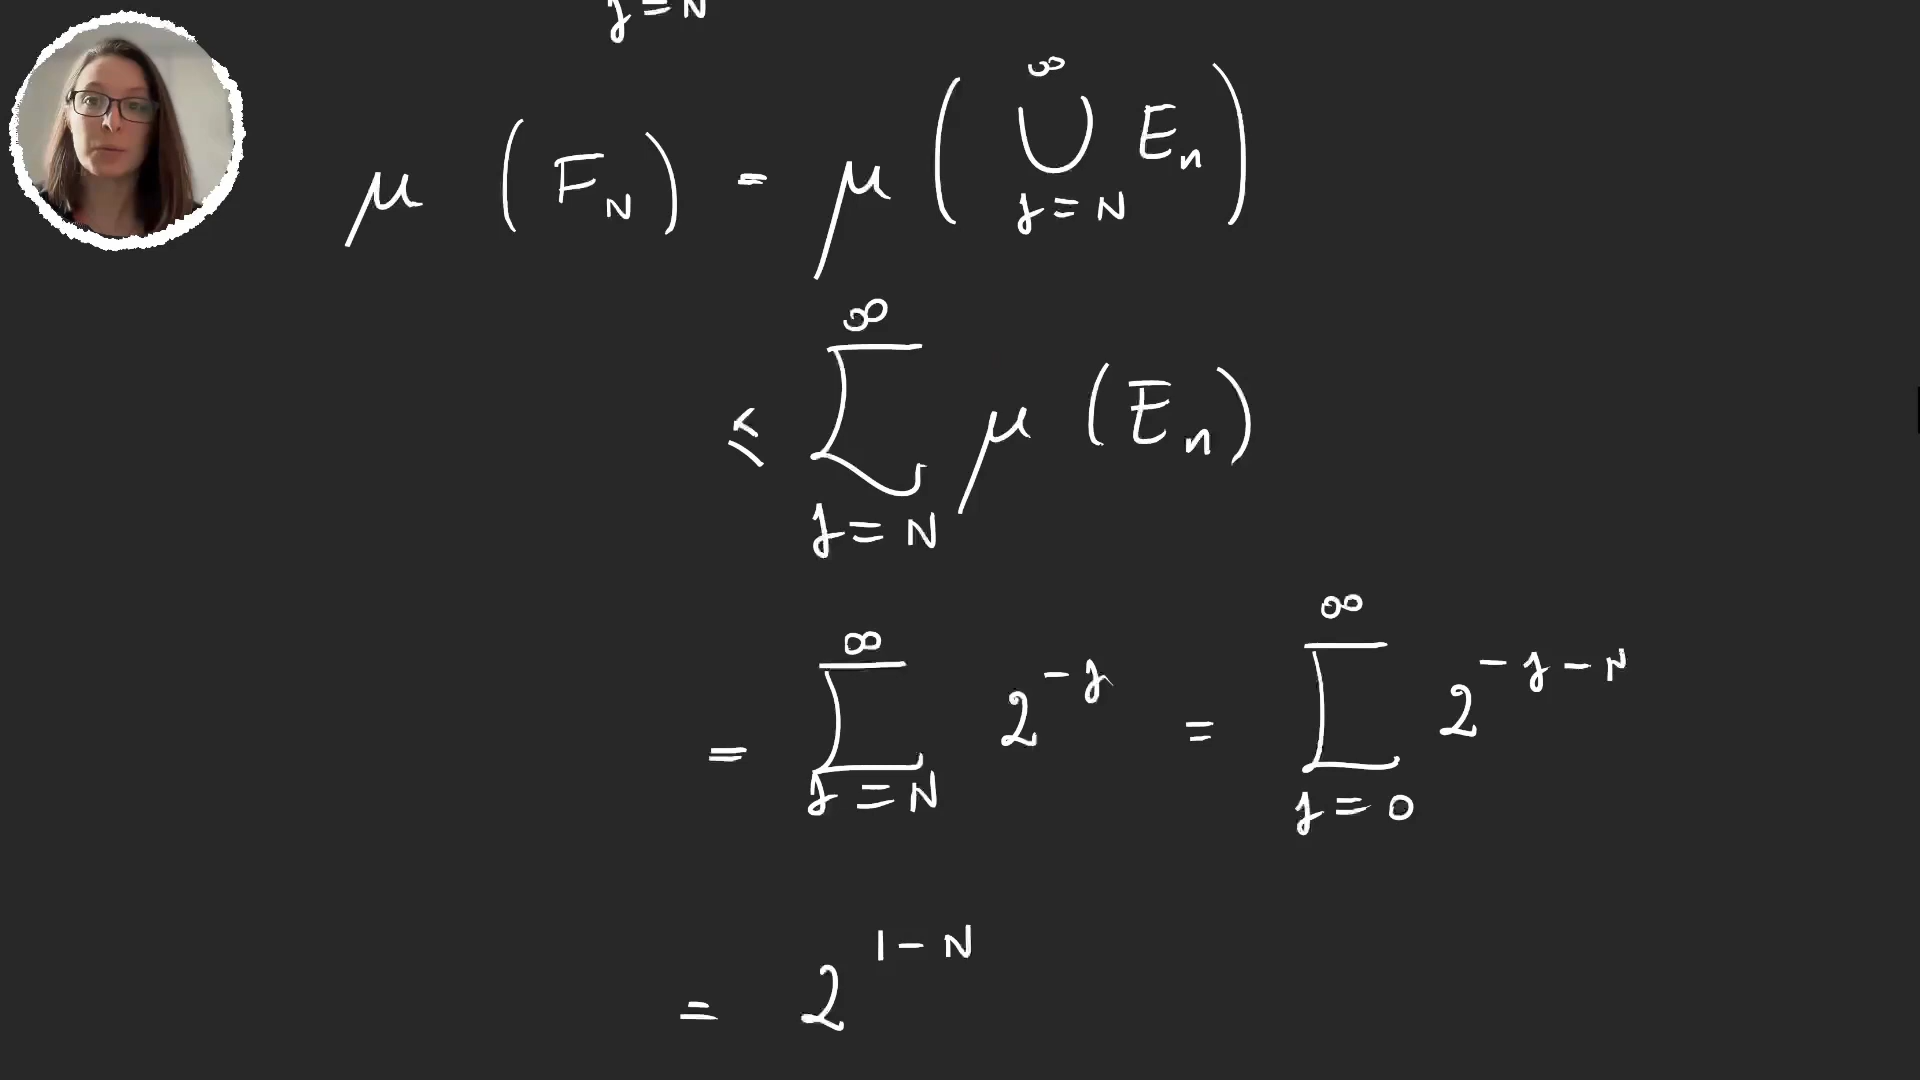 j = N
μ (F_N) = μ ( ∞ ∪ j = N E_n )
≤ ∞ Σ j = N μ (E_n)
= ∞ Σ j = N 2^{-j} = ∞ Σ j = 0 2^{-j-N}
= 2^{1-N}